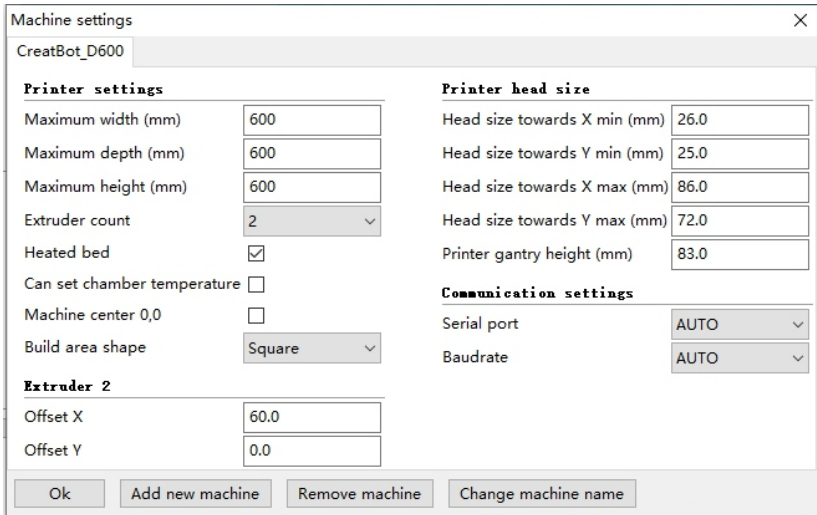 Machine settings
CreatBot_D600
Printer settings
Maximum width (mm) 600
Maximum depth (mm) 600
Maximum height (mm) 600
Extruder count 2
Heated bed
Can set chamber temperature
Machine center 0,0
Build area shape Square
Extruder 2
Offset X 60.0
Offset Y 0.0
Printer head size
Head size towards X min (mm) 26.0
Head size towards Y min (mm) 25.0
Head size towards X max (mm) 86.0
Head size towards Y max (mm) 72.0
Printer gantry height (mm) 83.0
Communication settings
Serial port AUTO
Baudrate AUTO
Ok Add new machine Remove machine Change machine name